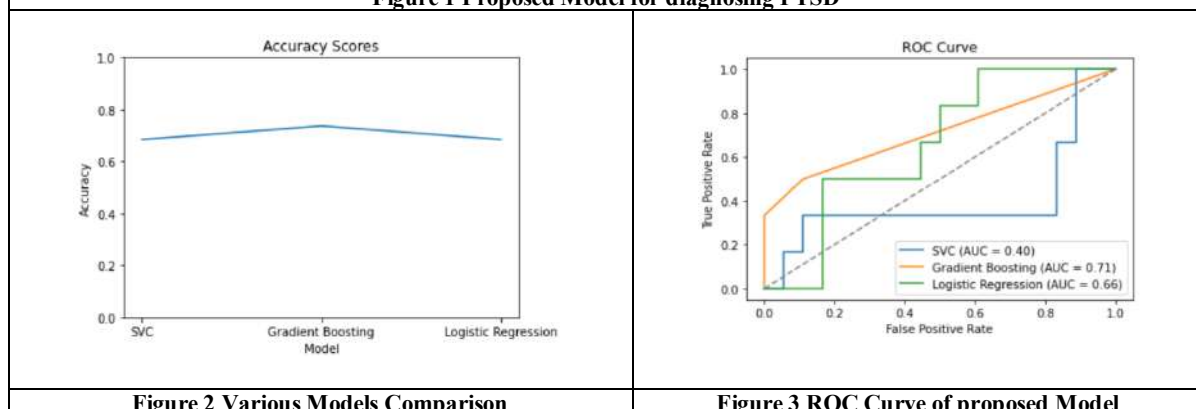 Figure 1 Proposed Model for diagnosing PTSD
Accuracy Scores
1.0
0.8
0.6
0.4
0.2
0.0
Accuracy
SVC
Gradient Boosting
Logistic Regression
Model
ROC Curve
1.0
0.8
0.6
0.4
0.2
0.0
True Positive Rate
SVC (AUC = 0.40)
Gradient Boosting (AUC = 0.71)
Logistic Regression (AUC = 0.66)
0.0 0.2 0.4 0.6 0.8 1.0
False Positive Rate
Figure 2 Various Models Comparison
Figure 3 ROC Curve of proposed Model